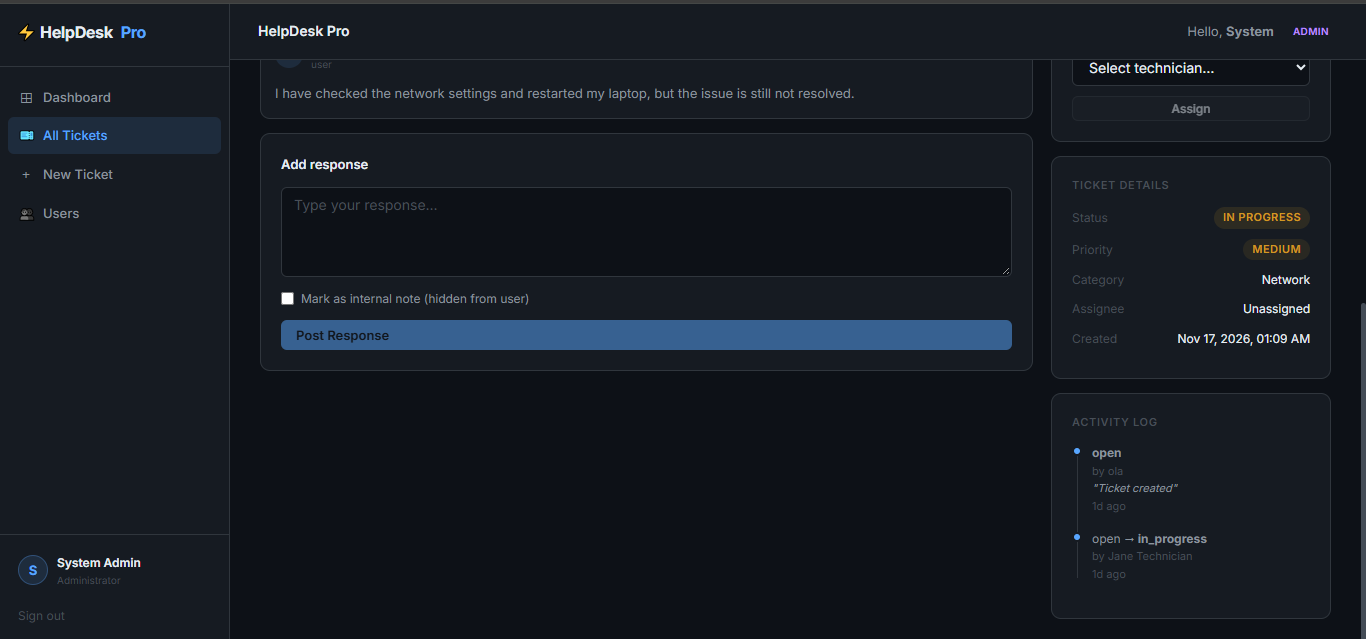 HelpDesk Pro
Dashboard
All Tickets
New Ticket
Users
System Admin
S
Administrator
Sign out
HelpDesk Pro
Hello, System ADMIN
user
I have checked the network settings and restarted my laptop, but the issue is still not resolved.
Add response
Type your response...
Mark as internal note (hidden from user)
Post Response
Select technician...
Assign
TICKET DETAILS
Status IN PROGRESS
Priority MEDIUM
Category Network
Assignee Unassigned
Created Nov 17, 2026, 01:09 AM
ACTIVITY LOG
open
by ola
"Ticket created"
1d ago
open → in_progress
by Jane Technician
1d ago